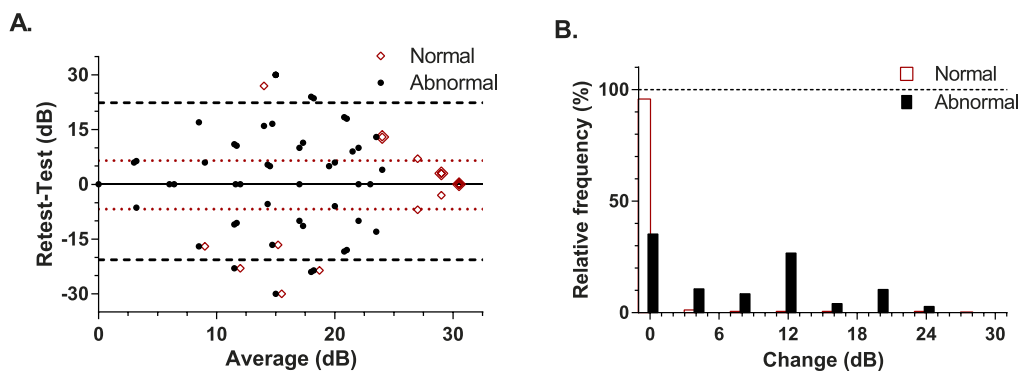 A.
Normal
Abnormal
Retest-Test (dB)
30
15
0
-15
-30
0 10 20 30
Average (dB)
B.
Normal
Abnormal
Relative frequency (%)
100
50
0
0 6 12 18 24 30
Change (dB)